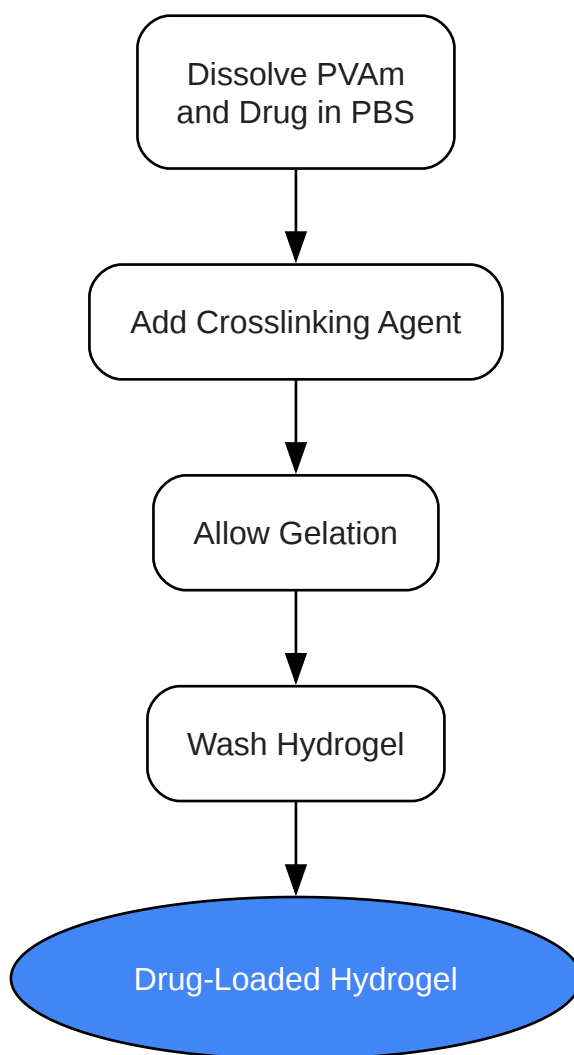 Dissolve PVAm
and Drug in PBS
Add Crosslinking Agent
Allow Gelation
Wash Hydrogel
Drug-Loaded Hydrogel